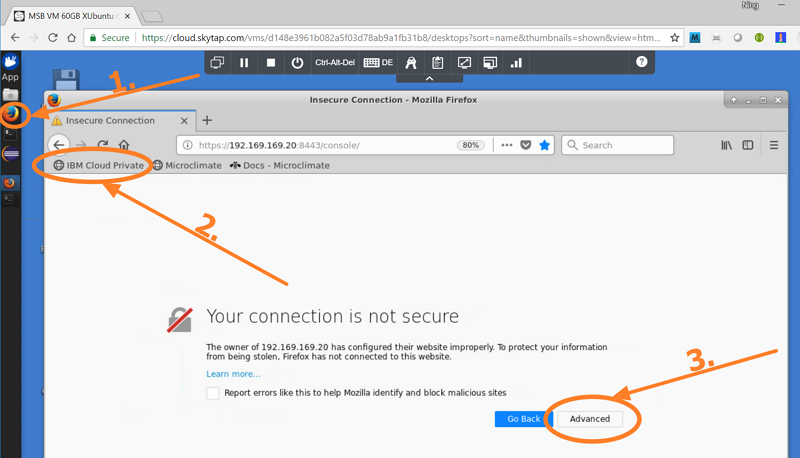 Ning
MSB VM 60GB XUbuntu
Secure
https://cloud.skytap.com/vms/d148e3961b082a5f03d78ab9a1fb31b8/desktops?sort=name&thumbnails=shown&view=htm...
App
Ctrl-Alt-Del
DE
?
1.
Insecure Connection - Mozilla Firefox
Insecure Connection
https://192.169.169.20:8443/console/
80%
Search
IBM Cloud Private
Microclimate
Docs - Microclimate
2.
Your connection is not secure
The owner of 192.169.169.20 has configured their website improperly. To protect your information
from being stolen, Firefox has not connected to this website.
Learn more...
Report errors like this to help Mozilla identify and block malicious sites
3.
Go Back
Advanced